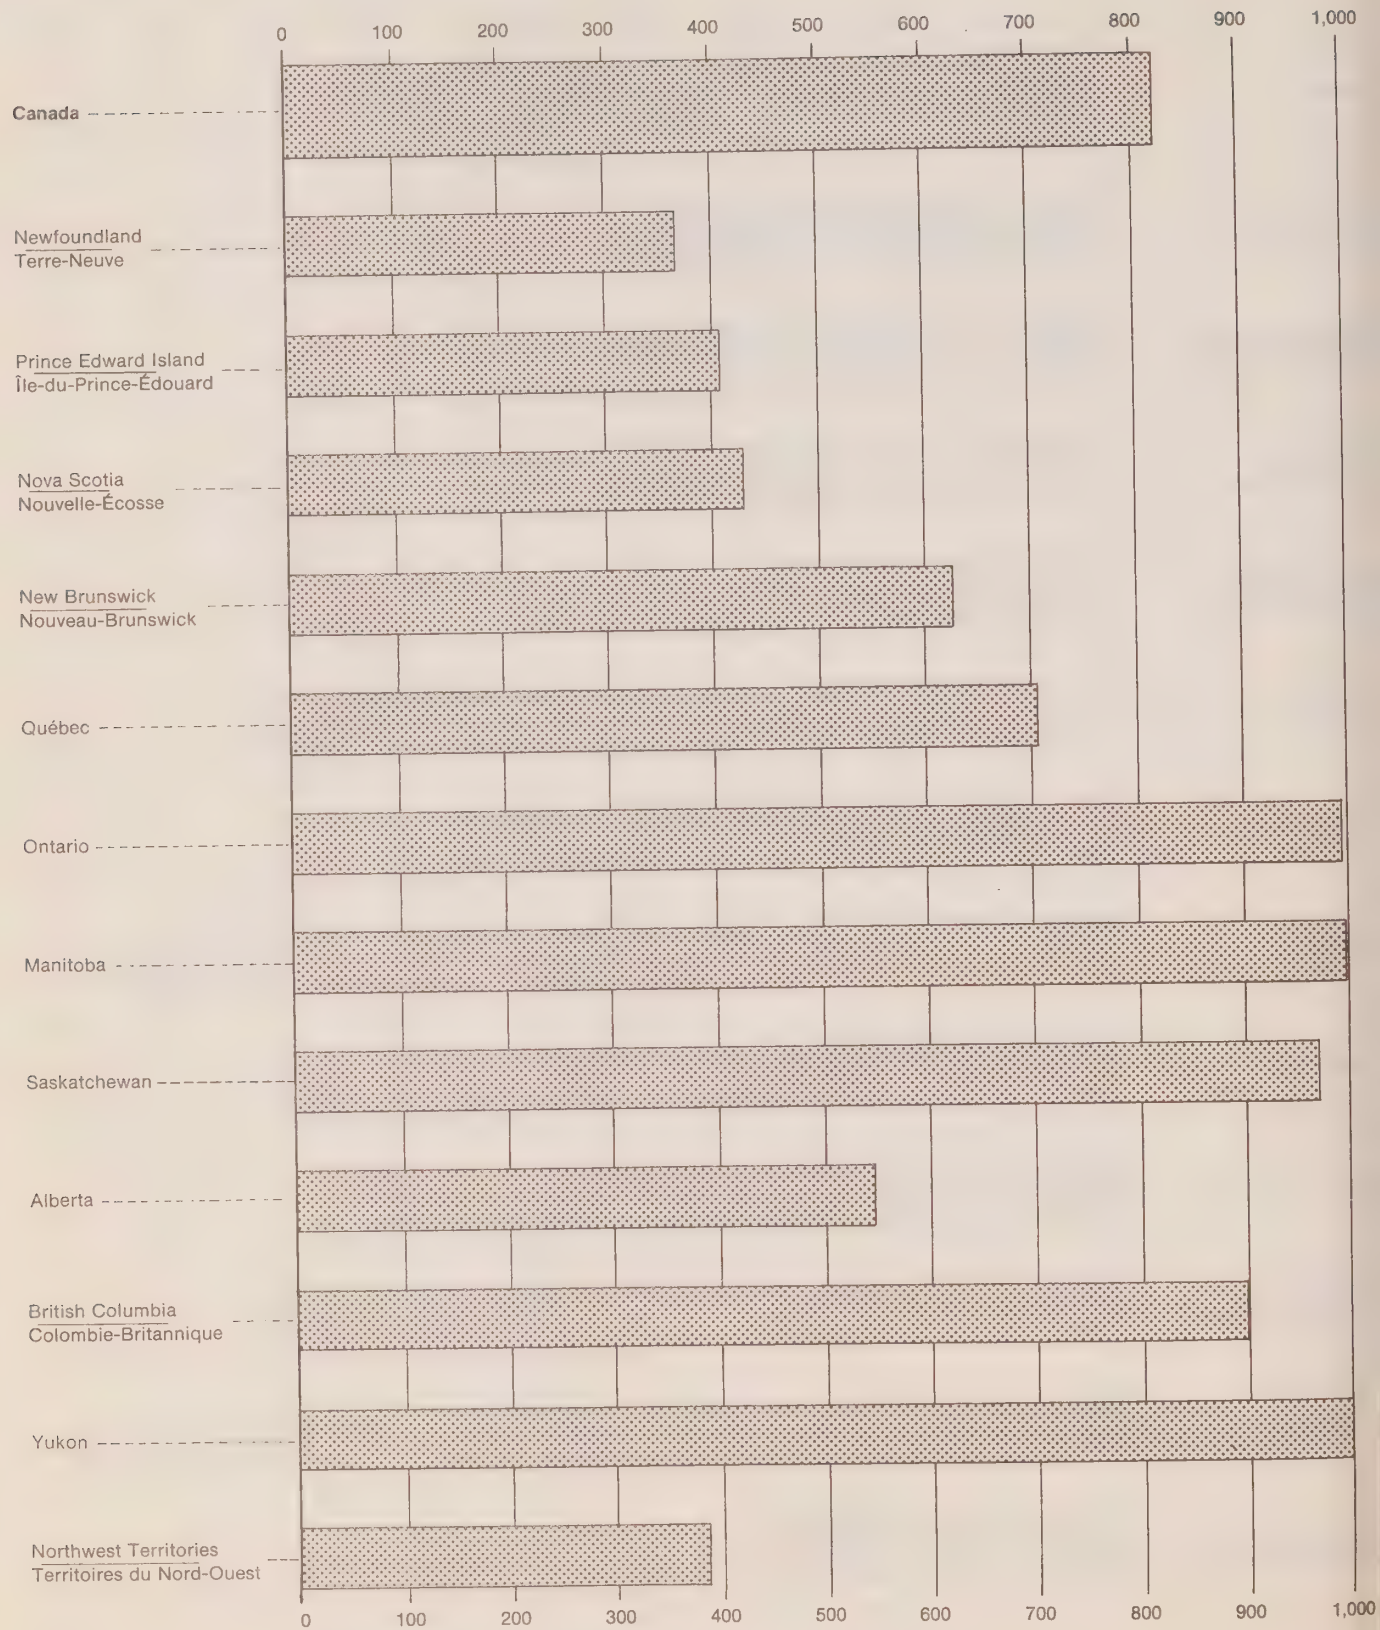 0 100 200 300 400 500 600 700 800 900 1,000
Canada
Newfoundland
Terre-Neuve
Prince Edward Island
Île-du-Prince-Édouard
Nova Scotia
Nouvelle-Écosse
New Brunswick
Nouveau-Brunswick
Québec
Ontario
Manitoba
Saskatchewan
Alberta
British Columbia
Colombie-Britannique
Yukon
Northwest Territories
Territoires du Nord-Ouest
0 100 200 300 400 500 600 700 800 900 1,000